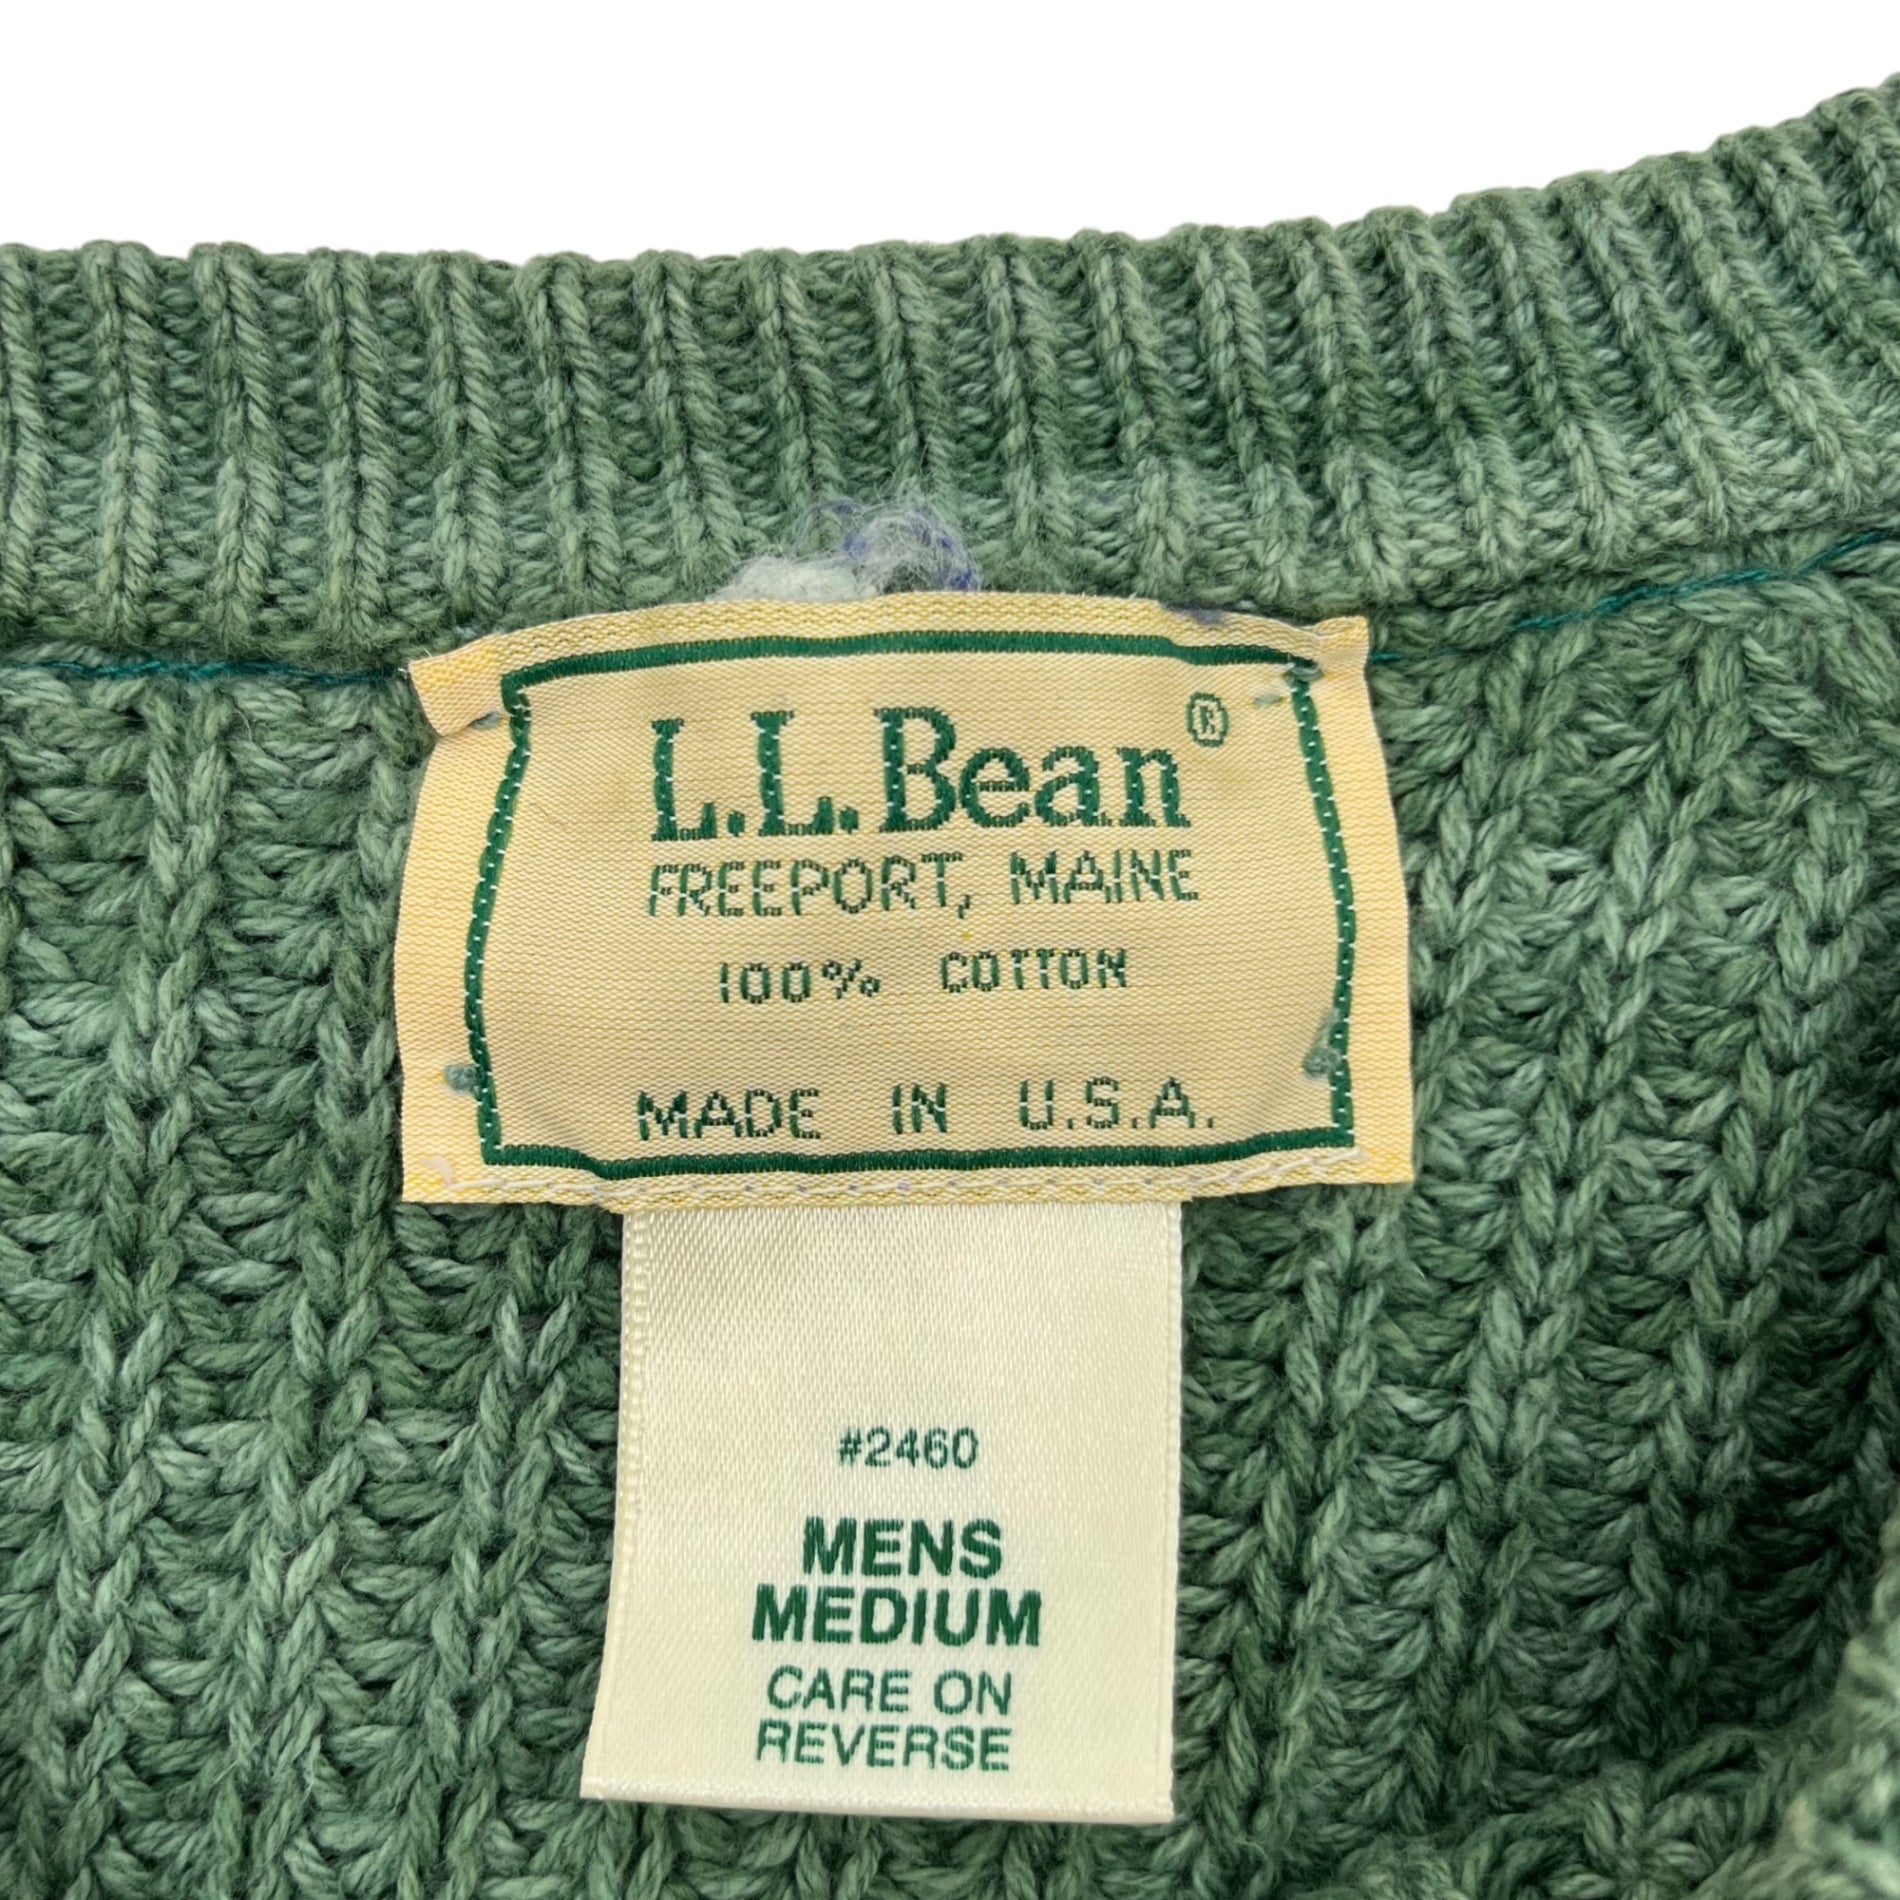 L.L.Bean®
FREEPORT, MAINE
100% COTTON
MADE IN U.S.A.
#2460
MENS
MEDIUM
CARE ON
REVERSE